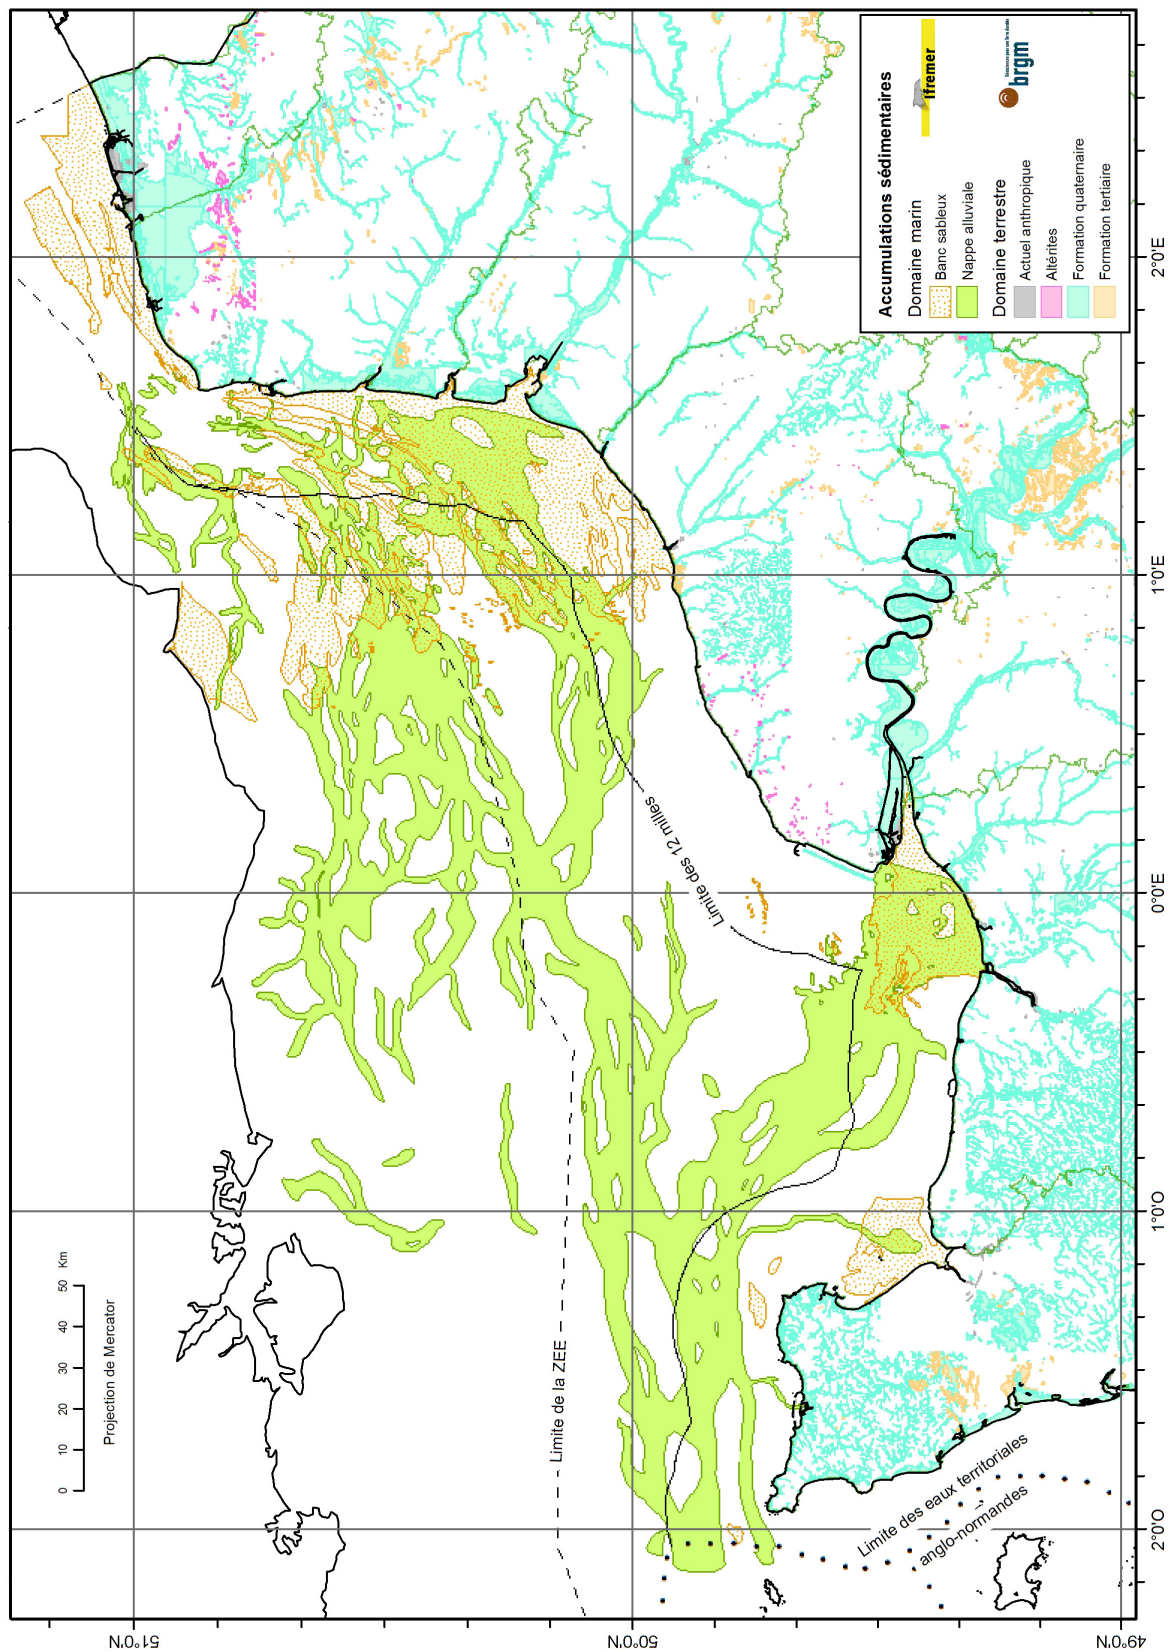 Accumulations sédimentaires
Domaine marin
Banc sableux
Nappe alluviale
Domaine terrestre
Actuel anthropique
Altérites
Formation quaternaire
Formation tertiaire
Ifremer
brgm
0 10 20 30 40 50 Km
Projection de Mercator
Limite de la ZEE
Limite des 12 milles
Limite des eaux territoriales
anglo-normandes
51°0'N
50°0'N
49°0'N
2°0'O
1°0'O
0°0'E
1°0'E
2°0'E